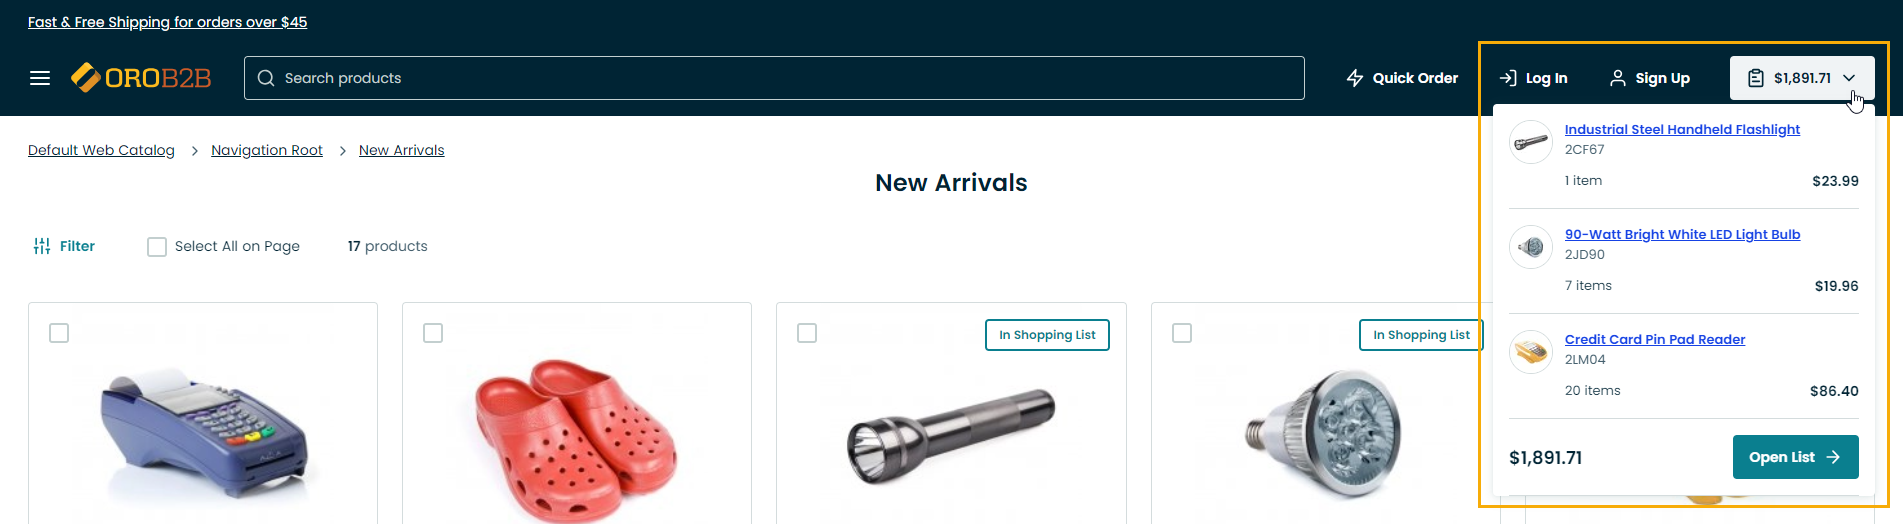 Fast & Free Shipping for orders over $45
OROB2B
Search products
Quick Order
Log In
Sign Up
$1,891.71
Default Web Catalog > Navigation Root > New Arrivals
New Arrivals
Filter
Select All on Page
17 products
In Shopping List
In Shopping List
Industrial Steel Handheld Flashlight
2CF67
1 item $23.99
90-Watt Bright White LED Light Bulb
2JD90
7 items $19.96
Credit Card Pin Pad Reader
2LM04
20 items $86.40
$1,891.71 Open List